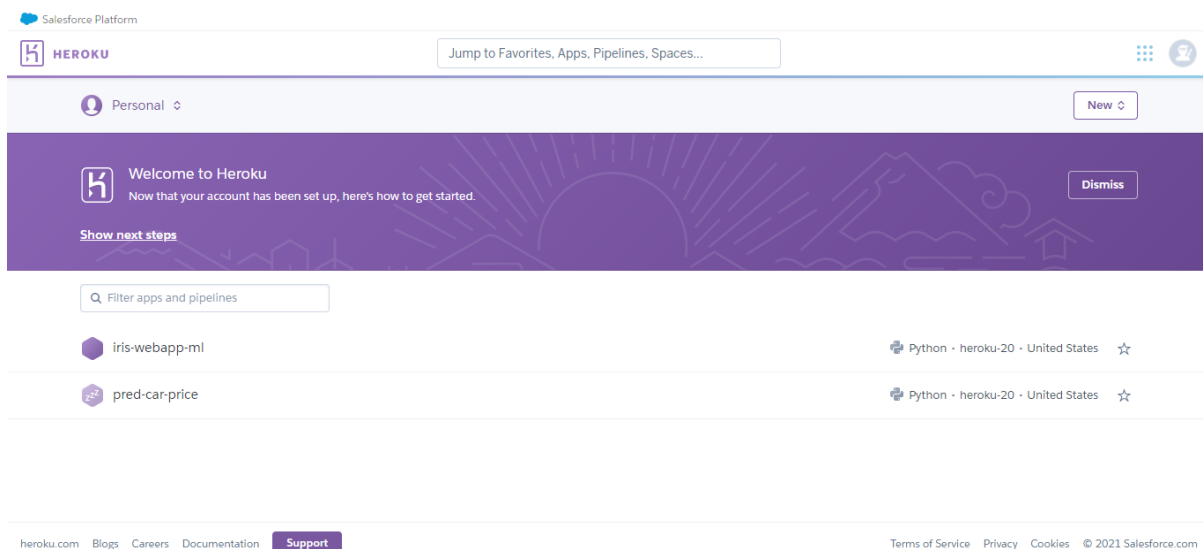 Salesforce Platform
HEROKU
Jump to Favorites, Apps, Pipelines, Spaces...
Personal
New
Welcome to Heroku
Now that your account has been set up, here's how to get started.
Dismiss
Show next steps
Filter apps and pipelines
iris-webapp-ml
Python · heroku-20 · United States
zzz
pred-car-price
Python · heroku-20 · United States
heroku.com Blogs Careers Documentation Support
Terms of Service Privacy Cookies © 2021 Salesforce.com